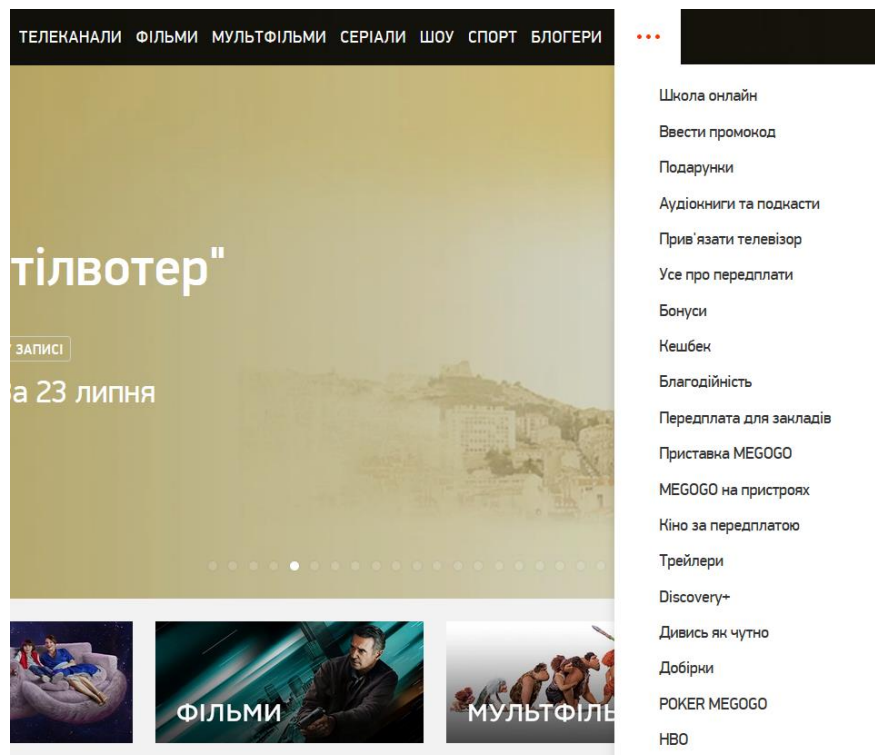 ТЕЛЕКАНАЛИ ФІЛЬМИ МУЛЬТФІЛЬМИ СЕРІАЛИ ШОУ СПОРТ БЛОГЕРИ
тілвотер"
ЗАПИСІ
а 23 липня
ФІЛЬМИ
МУЛЬТФІЛЬ
Школа онлайн
Ввести промокод
Подарунки
Аудіокниги та подкасти
Прив'язати телевізор
Усе про передплати
Бонуси
Кешбек
Благодійність
Передплата для закладів
Приставка MEGOGO
MEGOGO на пристроях
Кіно за передплатою
Трейлери
Discovery+
Дивись як чутно
Добірки
POKER MEGOGO
HBO